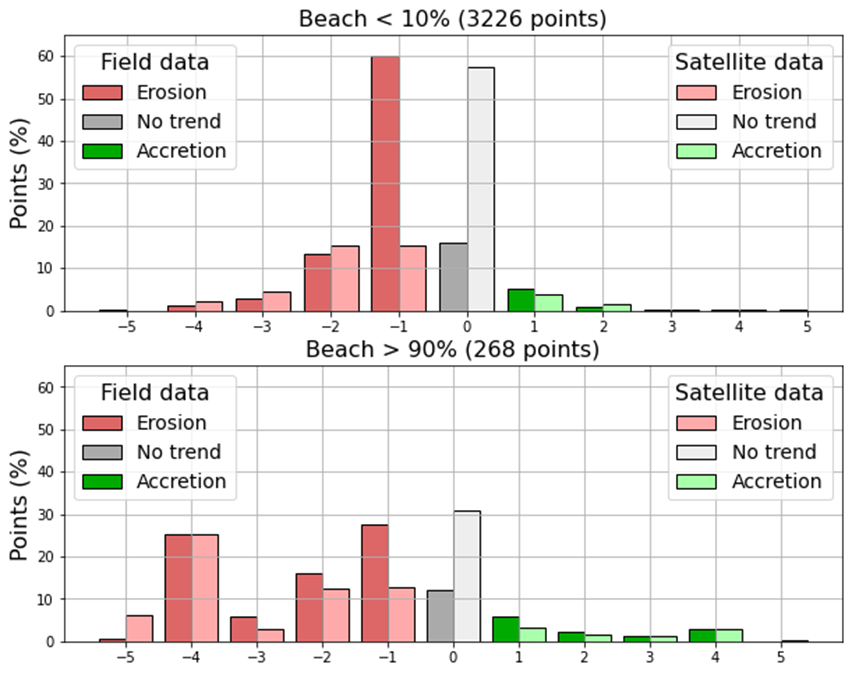 Beach < 10% (3226 points)
Field data
Erosion
No trend
Accretion
Satellite data
Erosion
No trend
Accretion
Points (%)
60
50
40
30
20
10
0
−5 −4 −3 −2 −1 0 1 2 3 4 5
Beach > 90% (268 points)
Field data
Erosion
No trend
Accretion
Satellite data
Erosion
No trend
Accretion
Points (%)
60
50
40
30
20
10
0
−5 −4 −3 −2 −1 0 1 2 3 4 5